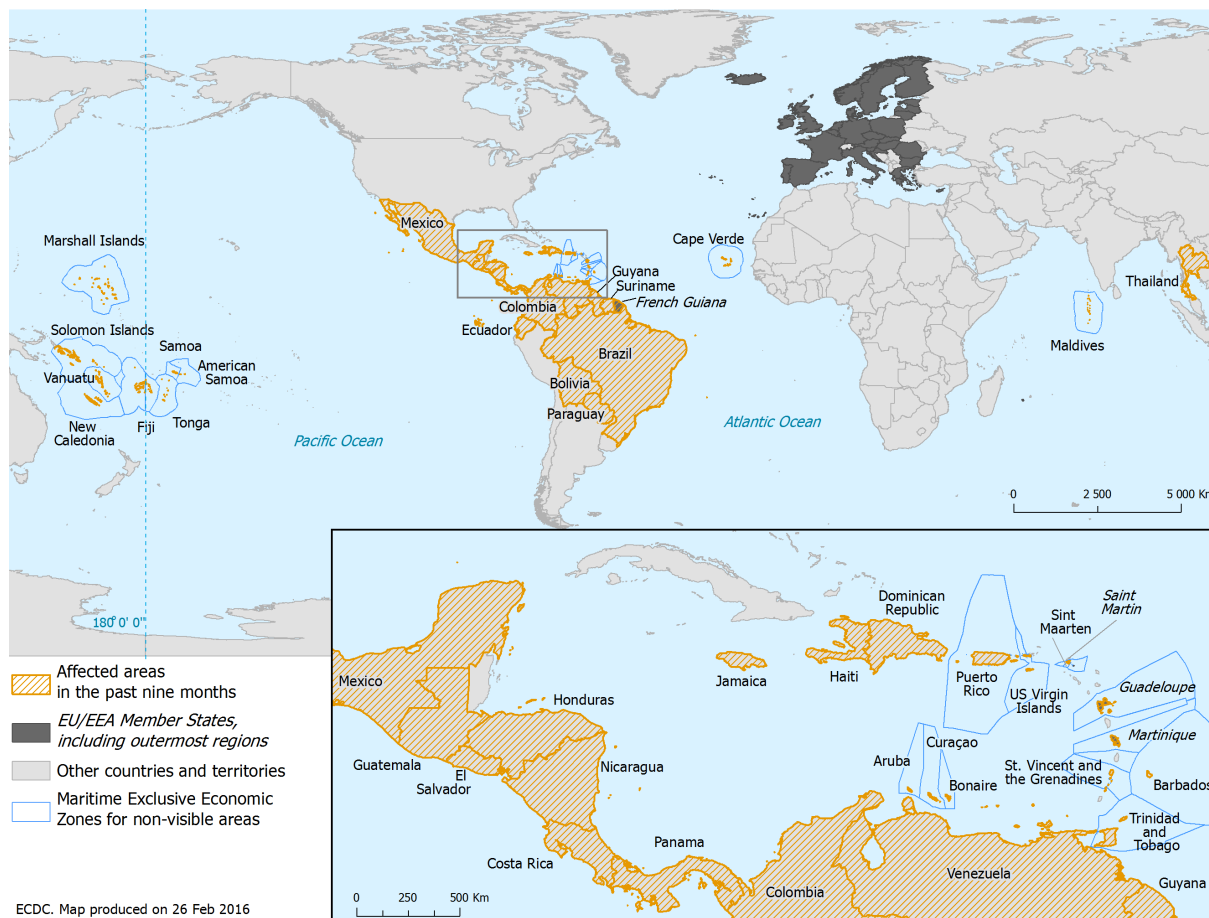 Marshall Islands
Solomon Islands
Samoa
American
Samoa
Vanuatu
New
Caledonia
Fiji
Tonga
Pacific Ocean
Mexico
Colombia
Ecuador
Guyana
Suriname
French Guiana
Brazil
Bolivia
Paraguay
Atlantic Ocean
Cape Verde
Maldives
Thailand
0 2 500 5 000 Km
180° 0' 0"
Affected areas
in the past nine months
EU/EEA Member States,
including outermost regions
Other countries and territories
Maritime Exclusive Economic
Zones for non-visible areas
ECDC. Map produced on 26 Feb 2016
Mexico
Guatemala
El
Salvador
Honduras
Nicaragua
Costa Rica
Panama
Jamaica
Haiti
Dominican
Republic
Puerto
Rico
US Virgin
Islands
Sint
Maarten
Saint
Martin
Guadeloupe
Martinique
St. Vincent and
the Grenadines
Barbados
Trinidad
and
Tobago
Aruba
Curaçao
Bonaire
Colombia
Venezuela
Guyana
0 250 500 Km